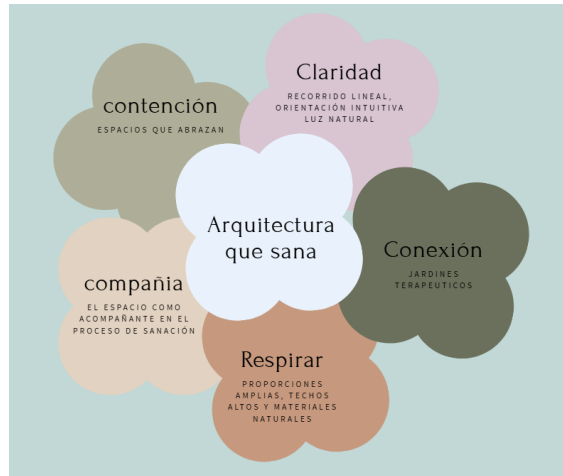 Claridad
RECORRIDO LINEAL,
ORIENTACIÓN INTUITIVA
LUZ NATURAL
contención
ESPACIOS QUE ABRAZAN
Arquitectura
que sana
Conexión
JARDINES
TERAPEUTICOS
compañia
EL ESPACIO COMO
ACOMPAÑANTE EN EL
PROCESO DE SANACIÓN
Respirar
PROPORCIONES
AMPLIAS, TECHOS
ALTOS Y MATERIALES
NATURALES